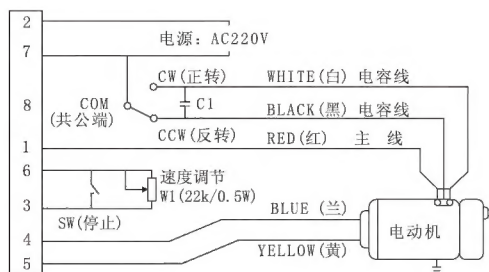 2
电源：AC220V
7
CW(正转)
WHITE(白) 电容线
COM
(共公端)
8
C1
BLACK(黑) 电容线
CCW(反转)
RED(红) 主 线
1
6
速度调节
W1(22k/0.5W)
3
SW(停止)
BLUE (兰)
电动机
4
YELLOW(黄)
5